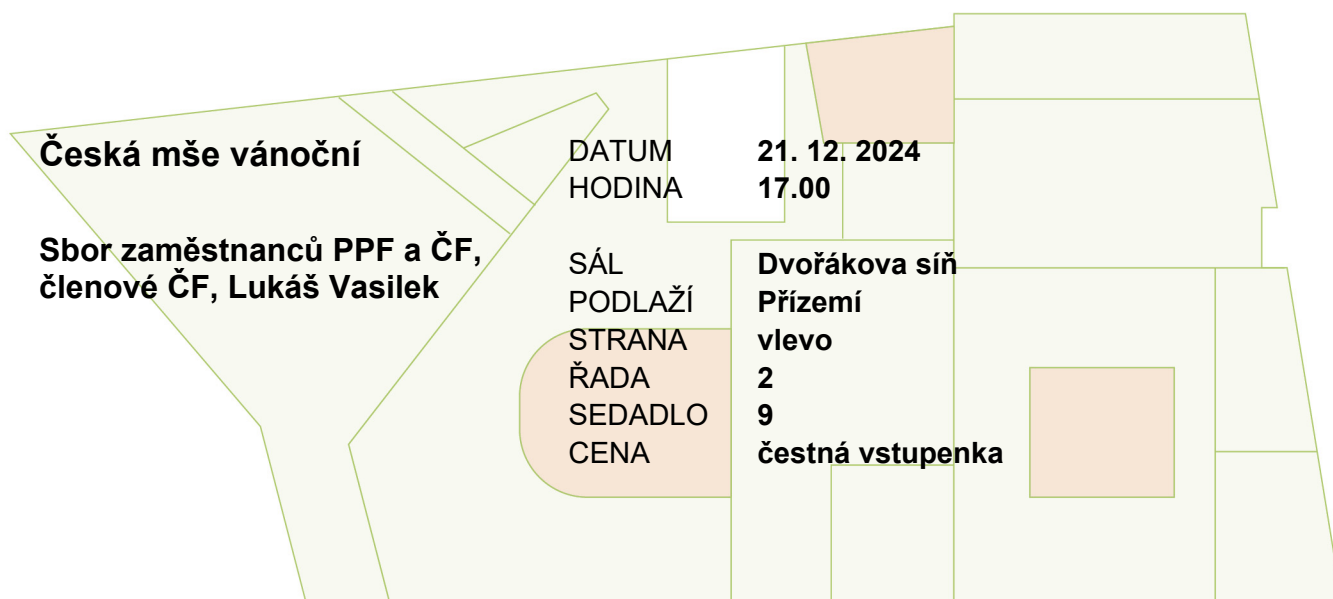 Česká mše vánoční
Sbor zaměstnanců PPF a ČF,
členové ČF, Lukáš Vasilek
DATUM 21. 12. 2024
HODINA 17.00
SÁL Dvořákova síň
PODLAŽÍ Přízemí
STRANA vlevo
ŘADA 2
SEDADLO 9
CENA čestná vstupenka